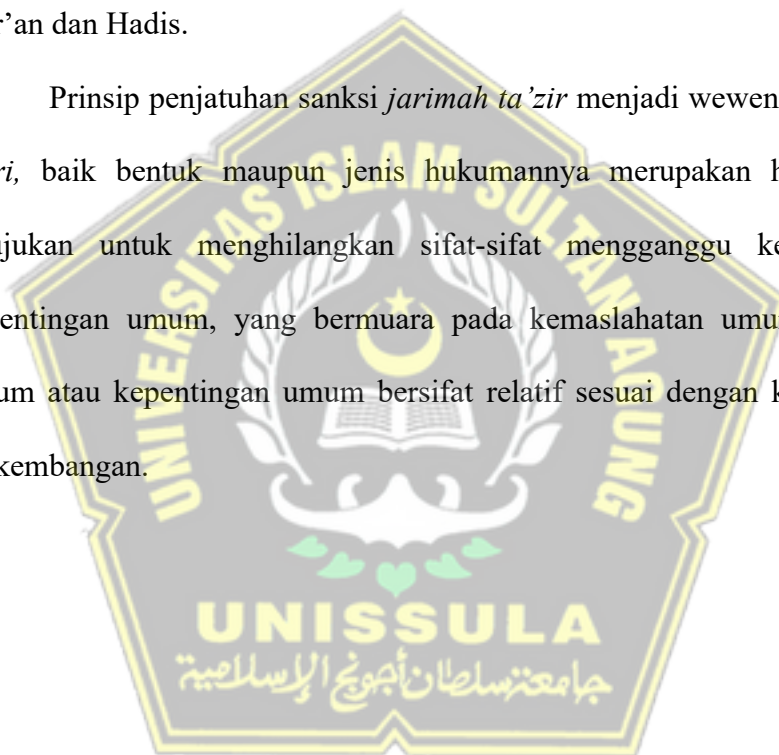 r’an dan Hadis.
Prinsip penjatuhan sanksi jarimah ta’zir menjadi wewen
ri, baik bentuk maupun jenis hukumannya merupakan h
ujukan untuk menghilangkan sifat-sifat mengganggu ke
entingan umum, yang bermuara pada kemaslahatan umu
um atau kepentingan umum bersifat relatif sesuai dengan k
kembangan.
UNIVERSITAS ISLAM SULTAN AGUNG
UNISSULA
جامعة سلطان أجونج الإسلامية